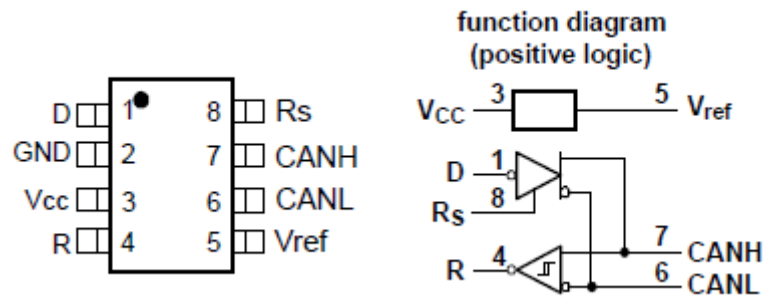 function diagram
(positive logic)
D 1 8 Rs
GND 2 7 CANH
Vcc 3 6 CANL
R 4 5 Vref
VCC 3 5 Vref
D 1
RS 8
R 4
7 CANH
6 CANL